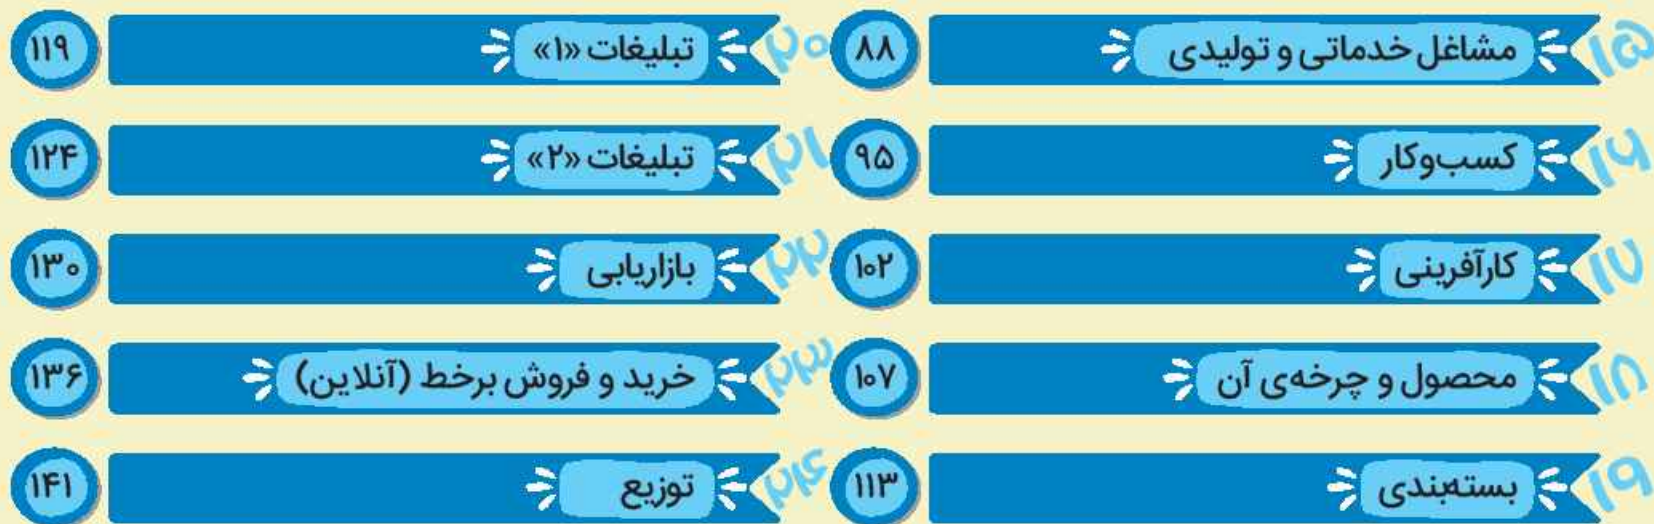 ۱۵ مشاغل خدماتی و تولیدی ۸۸
۱۶ کسب‌وکار ۹۵
۱۷ کارآفرینی ۱۰۲
۱۸ محصول و چرخه‌ی آن ۱۰۷
۱۹ بسته‌بندی ۱۱۳
۲۰ تبلیغات «۱» ۱۱۹
۲۱ تبلیغات «۲» ۱۲۴
۲۲ بازاریابی ۱۳۰
۲۳ خرید و فروش برخط (آنلاین) ۱۳۶
۲۴ توزیع ۱۴۱